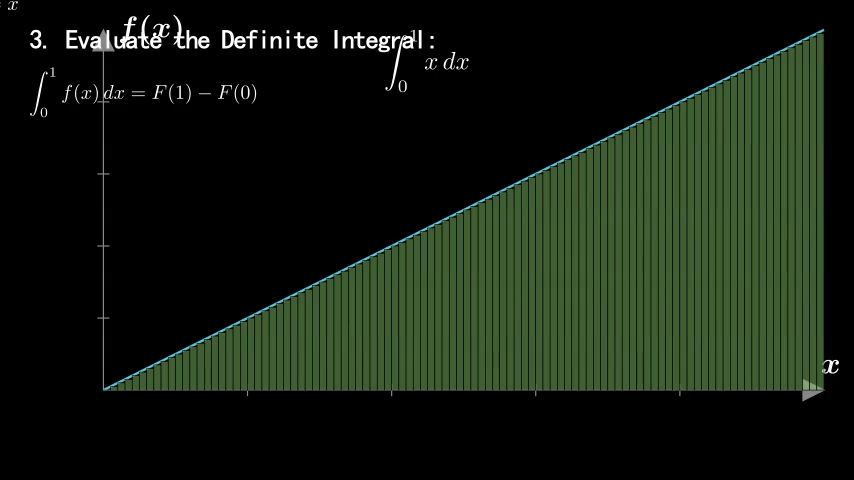 = x
f(x)
3. Evaluate the Definite Integral:
∫₀¹ x dx
∫₀¹ f(x) dx = F(1) − F(0)
x